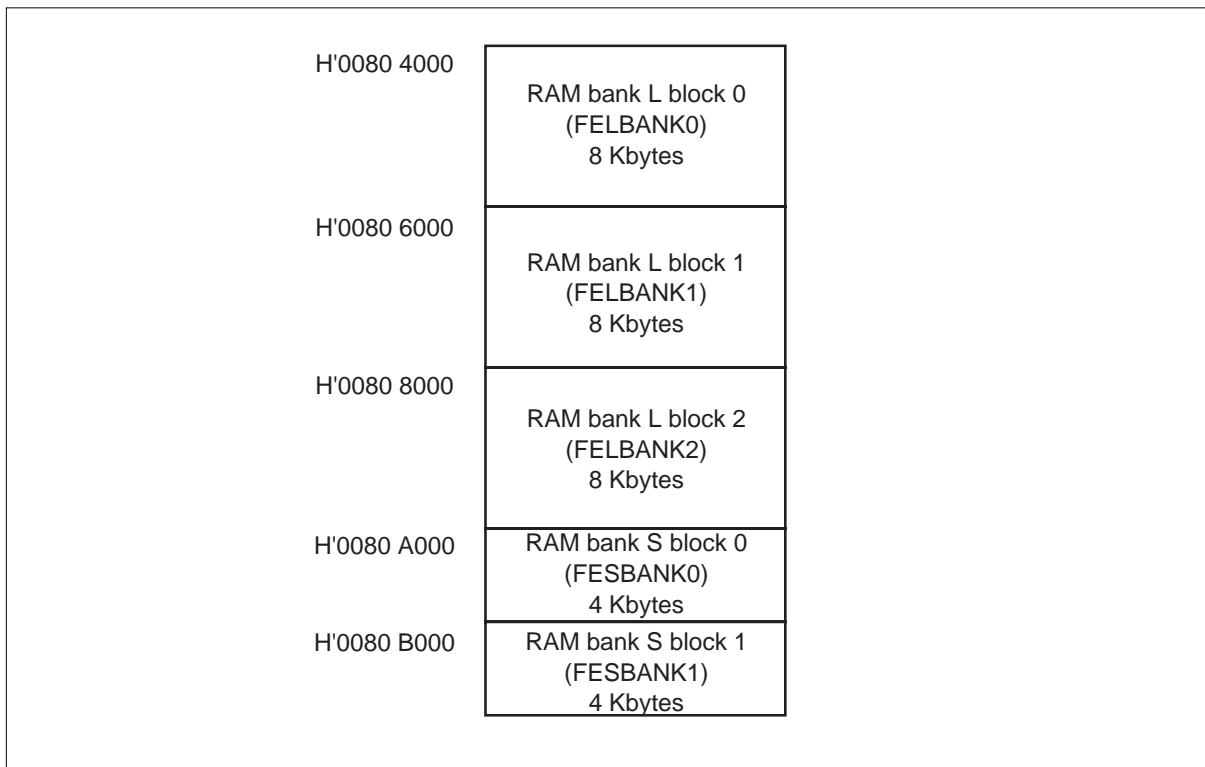 H'0080 4000
RAM bank L block 0
(FELBANK0)
8 Kbytes
H'0080 6000
RAM bank L block 1
(FELBANK1)
8 Kbytes
H'0080 8000
RAM bank L block 2
(FELBANK2)
8 Kbytes
H'0080 A000
RAM bank S block 0
(FESBANK0)
4 Kbytes
H'0080 B000
RAM bank S block 1
(FESBANK1)
4 Kbytes